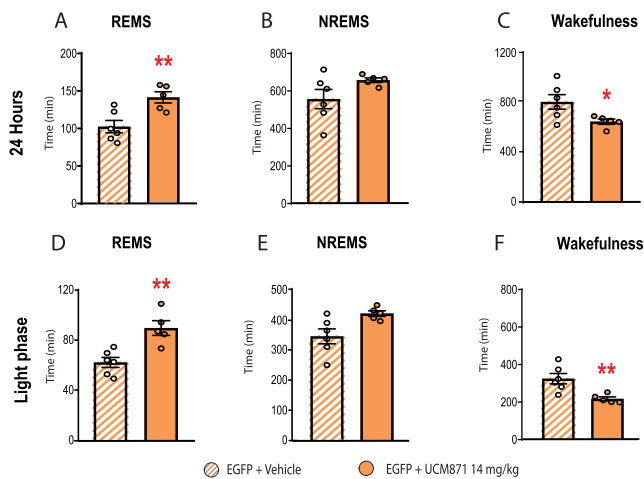 A REMS
B NREMS
C Wakefulness
24 Hours
Time (min)
200
150
100
50
0
**
Time (min)
800
600
400
200
0
Time (min)
1200
800
400
0
*
D REMS
E NREMS
F Wakefulness
Light phase
Time (min)
120
80
40
0
**
Time (min)
500
400
300
200
100
0
Time (min)
800
600
400
200
0
**
EGFP + Vehicle
EGFP + UCM871 14 mg/kg